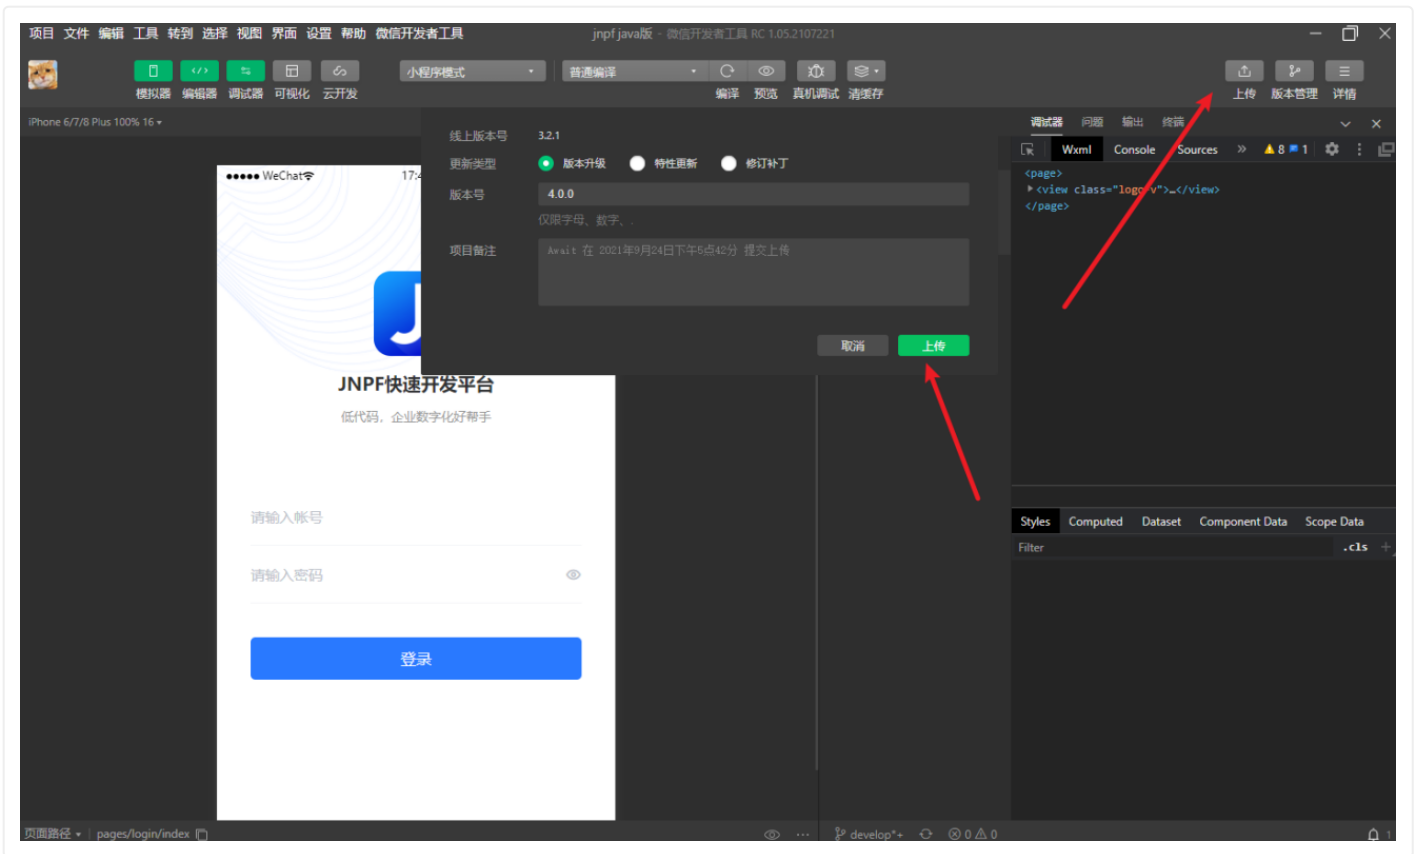 项目 文件 编辑 工具 转到 选择 视图 界面 设置 帮助 微信开发者工具 jnpf java版 - 微信开发者工具 RC 1.05.2107221
模拟器 编辑器 调试器 可视化 云开发 小程序模式 普通编译 编译 预览 真机调试 清缓存 上传 版本管理 详情
iPhone 6/7/8 Plus 100% 16
调试器 问题 输出 终端
Wxml Console Sources » 8 1
<page>
<view class="logo-v">…</view>
</page>
线上版本号 3.2.1
更新类型 版本升级 特性更新 修订补丁
版本号 4.0.0
仅限字母、数字、.
项目备注 Await 在 2021年9月24日下午5点42分 提交上传
取消 上传
WeChat 17:4
JNPF快速开发平台
低代码，企业数字化好帮手
请输入帐号
请输入密码
登录
Styles Computed Dataset Component Data Scope Data
Filter .cls +
页面路径 pages/login/index develop*+ 0 0 1